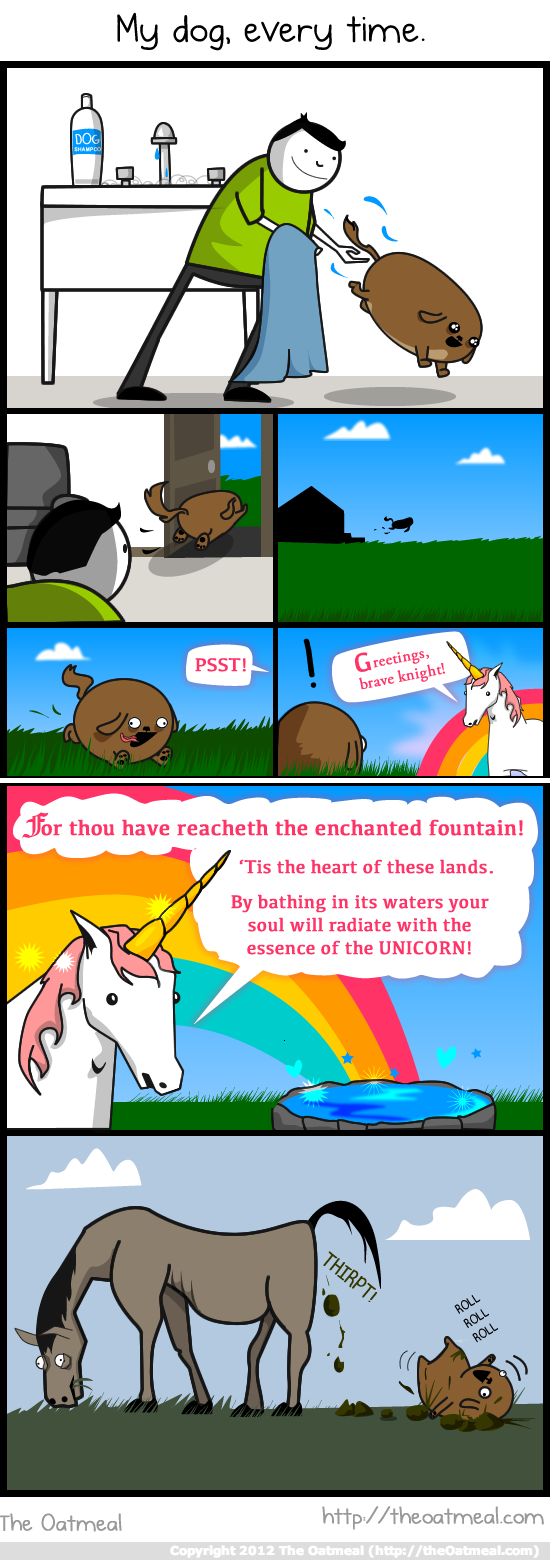 My dog, every time.
DOG
SHAMPOO
PSST!
Greetings,
brave knight!
!
For thou have reacheth the enchanted fountain!
‘Tis the heart of these lands.
By bathing in its waters your
soul will radiate with the
essence of the UNICORN!
THIRPT!
ROLL
ROLL
ROLL
The Oatmeal
http://theoatmeal.com
Copyright 2012 The Oatmeal (http://theOatmeal.com)